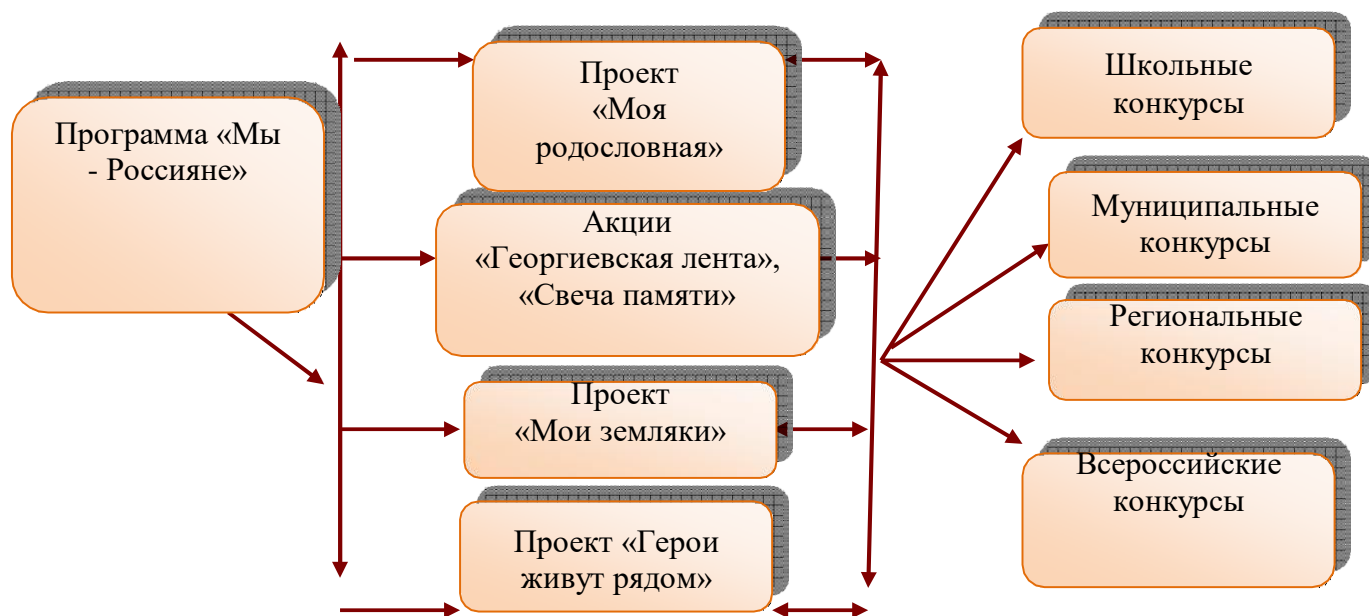 Программа «Мы
- Россияне»
Проект
«Моя
родословная»
Акции
«Георгиевская лента»,
«Свеча памяти»
Проект
«Мои земляки»
Проект «Герои
живут рядом»
Школьные
конкурсы
Муниципальные
конкурсы
Региональные
конкурсы
Всероссийские
конкурсы